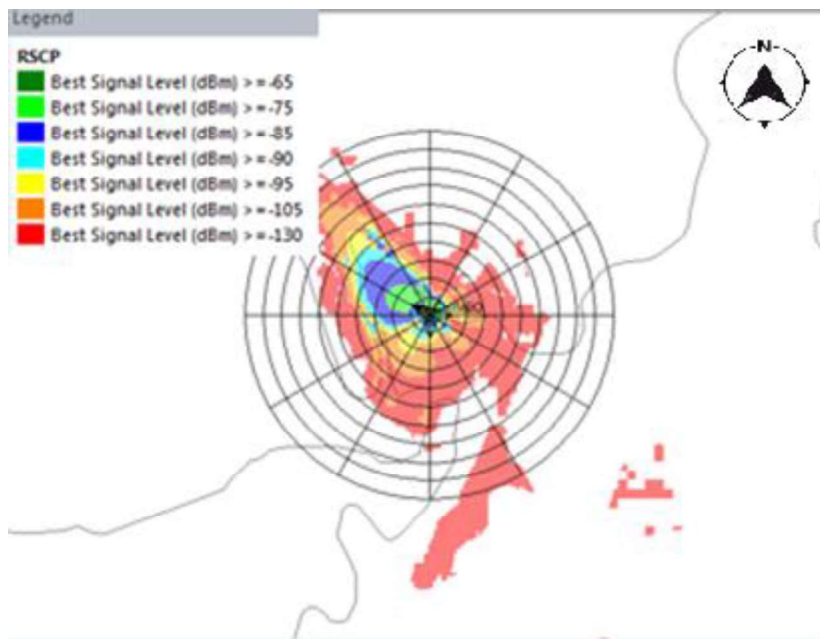 Legend
RSCP
Best Signal Level (dBm) >=-65
Best Signal Level (dBm) >=-75
Best Signal Level (dBm) >=-85
Best Signal Level (dBm) >=-90
Best Signal Level (dBm) >=-95
Best Signal Level (dBm) >=-105
Best Signal Level (dBm) >=-130
N